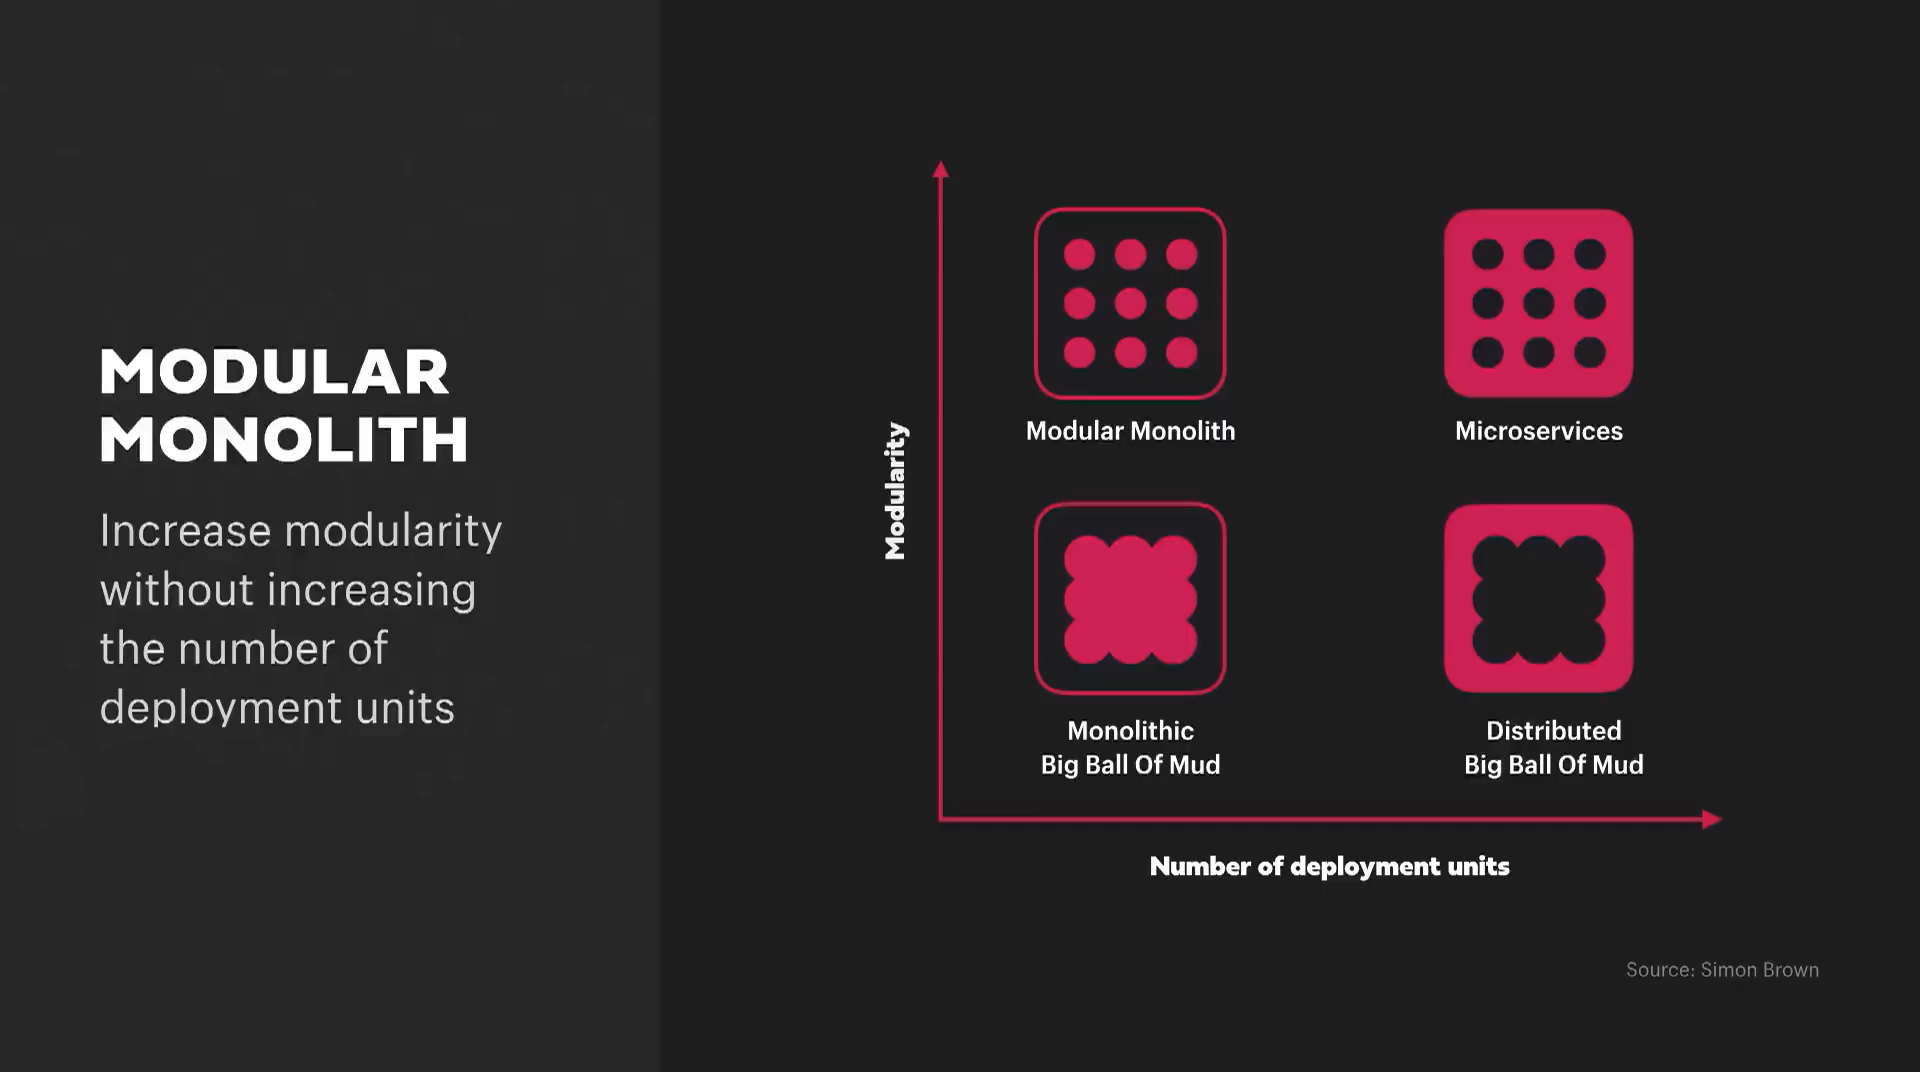 MODULAR
MONOLITH
Increase modularity
without increasing
the number of
deployment units
Modularity
Modular Monolith
Microservices
Monolithic
Big Ball Of Mud
Distributed
Big Ball Of Mud
Number of deployment units
Source: Simon Brown